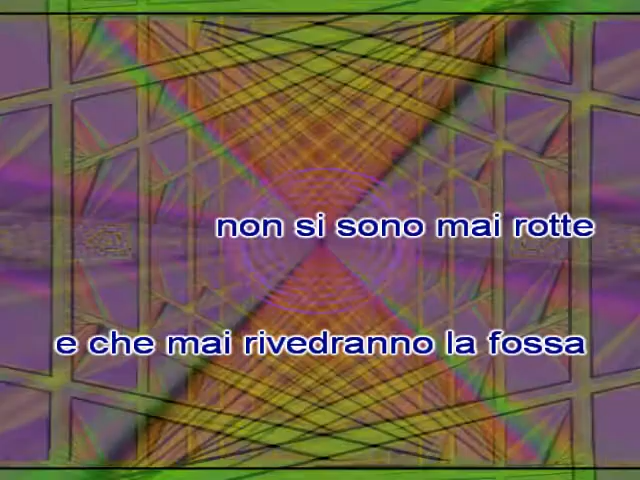 non si sono mai rotte
e che mai rivedranno la fossa